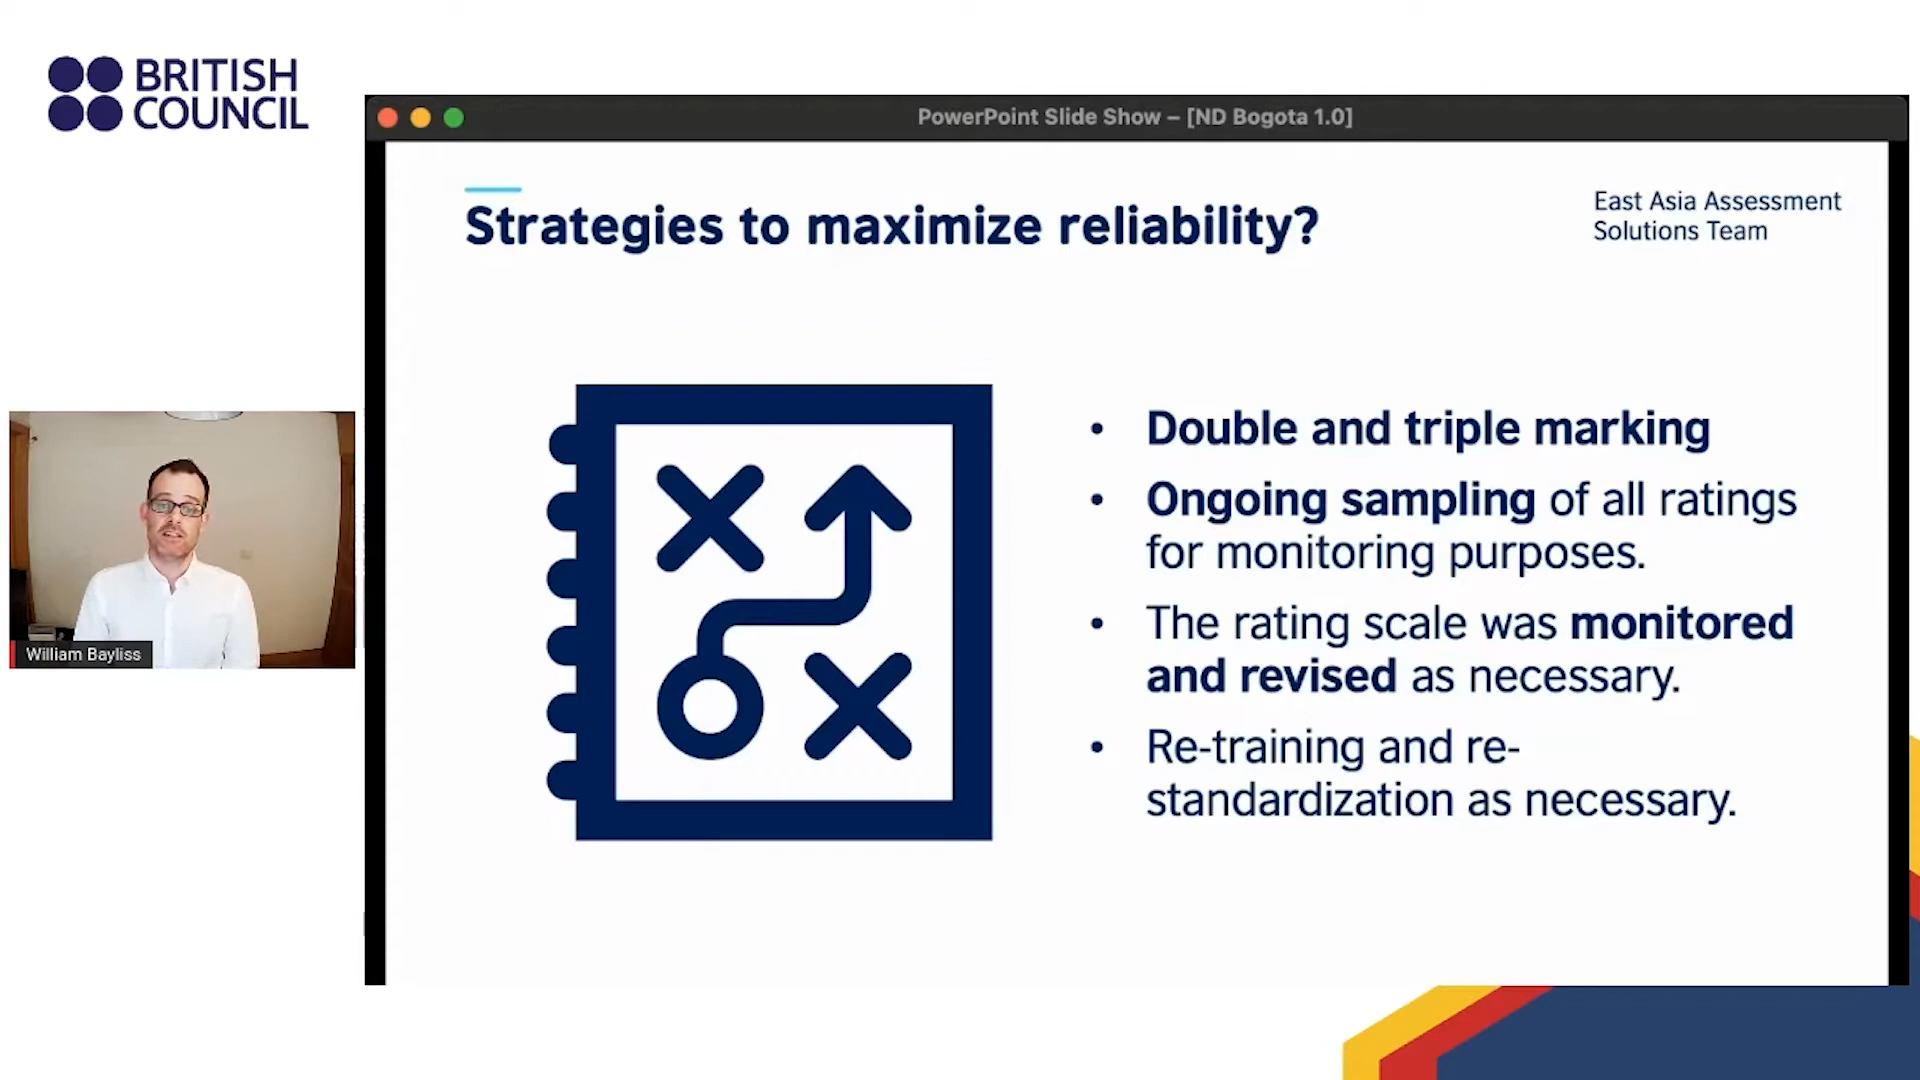 BRITISH
COUNCIL
PowerPoint Slide Show – [ND Bogota 1.0]
Strategies to maximize reliability?
East Asia Assessment
Solutions Team
• Double and triple marking
• Ongoing sampling of all ratings
for monitoring purposes.
• The rating scale was monitored
and revised as necessary.
• Re-training and re-
standardization as necessary.
William Bayliss